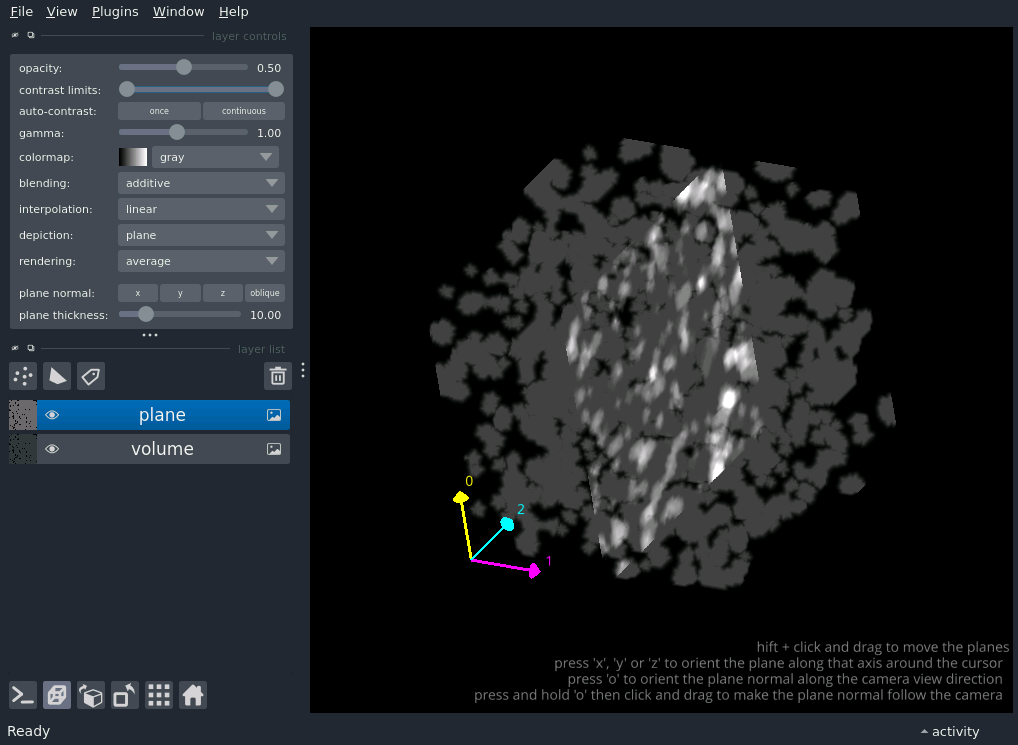 File View Plugins Window Help
layer controls
opacity: 0.50
contrast limits:
auto-contrast: once continuous
gamma: 1.00
colormap: gray
blending: additive
interpolation: linear
depiction: plane
rendering: average
plane normal: x y z oblique
plane thickness: 10.00
layer list
plane
volume
0
2
1
hift + click and drag to move the planes
press 'x', 'y' or 'z' to orient the plane along that axis around the cursor
press 'o' to orient the plane normal along the camera view direction
press and hold 'o' then click and drag to make the plane normal follow the camera
Ready activity